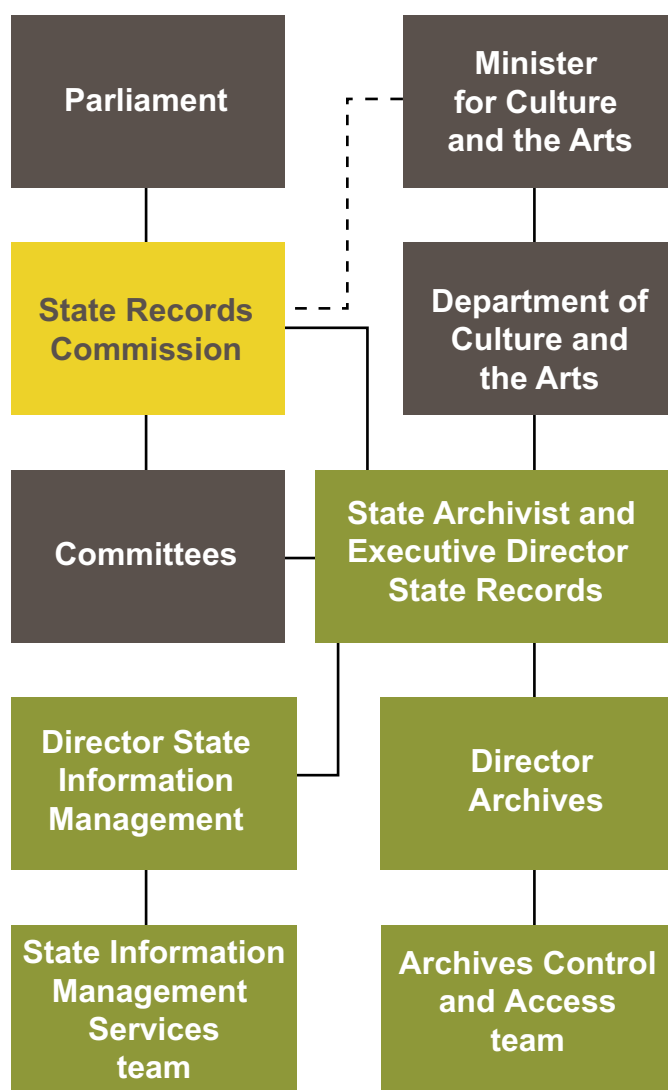 Parliament
Minister
for Culture
and the Arts
State Records
Commission
Department of
Culture and
the Arts
Committees
State Archivist and
Executive Director
State Records
Director State
Information
Management
Director
Archives
State Information
Management
Services
team
Archives Control
and Access
team